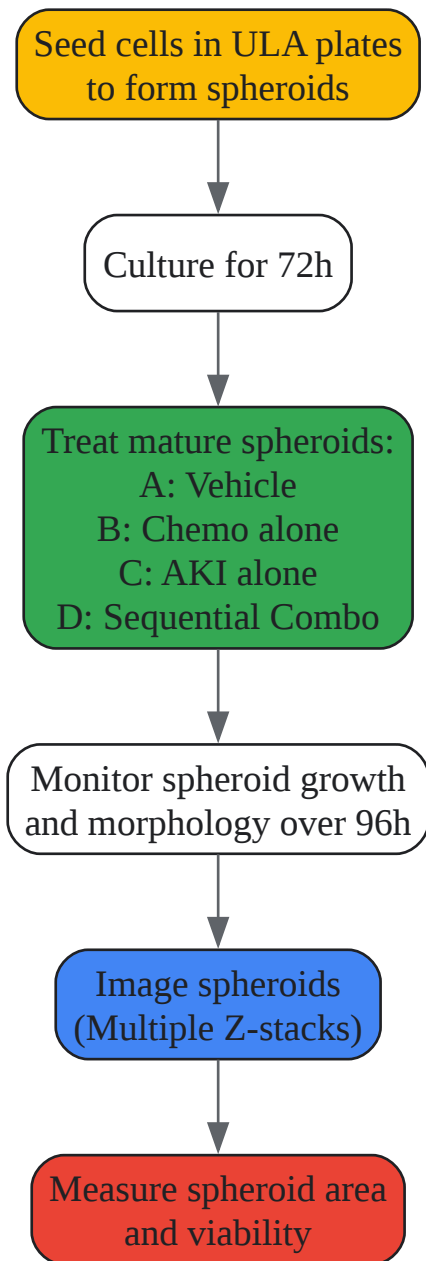 Seed cells in ULA plates
to form spheroids
Culture for 72h
Treat mature spheroids:
A: Vehicle
B: Chemo alone
C: AKI alone
D: Sequential Combo
Monitor spheroid growth
and morphology over 96h
Image spheroids
(Multiple Z-stacks)
Measure spheroid area
and viability